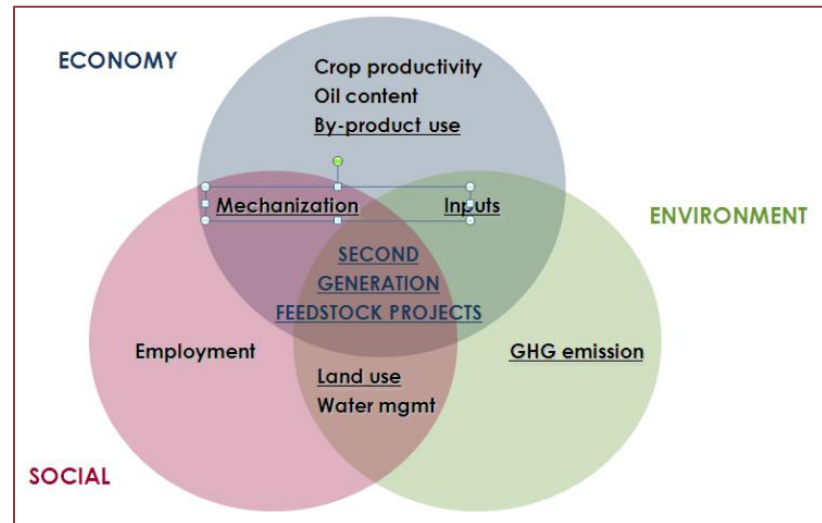 ECONOMY
Crop productivity
Oil content
By-product use
Mechanization
Inputs
ENVIRONMENT
SECOND
GENERATION
FEEDSTOCK PROJECTS
Employment
GHG emission
Land use
Water mgmt
SOCIAL